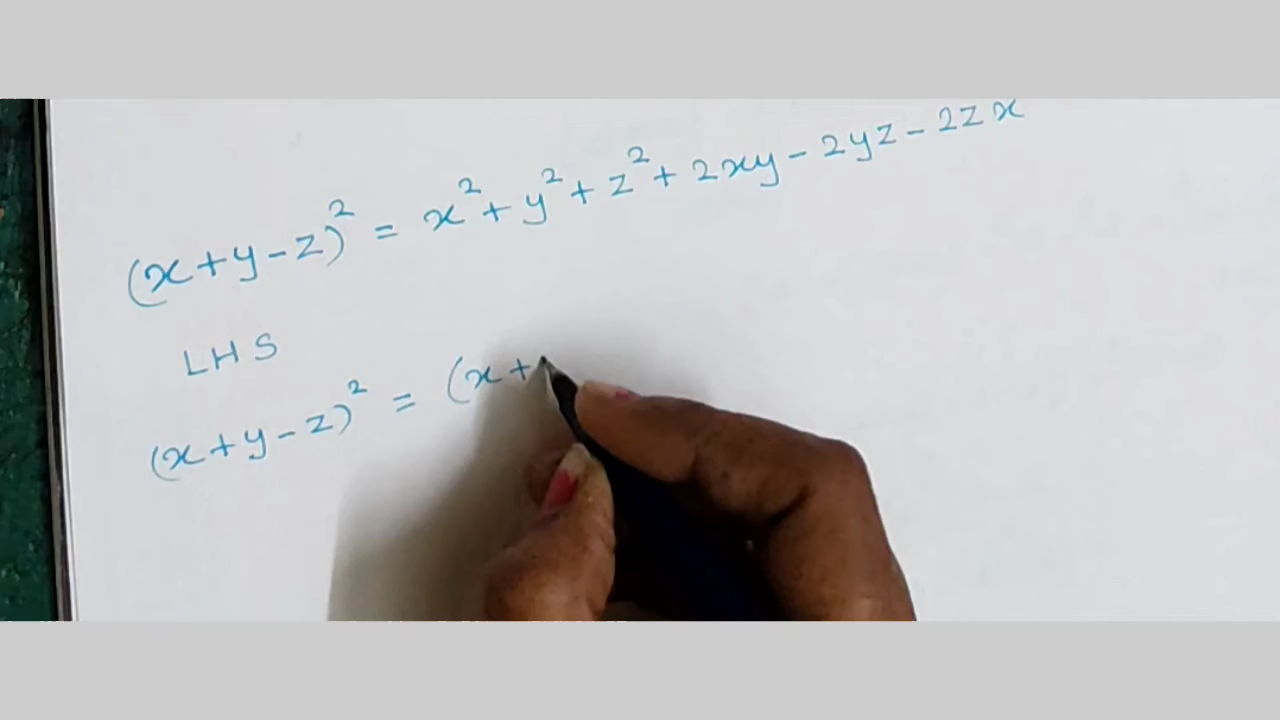 (x+y-z)² = x² + y² + z² + 2xy - 2yz - 2zx
LHS
(x+y-z)² = (x+